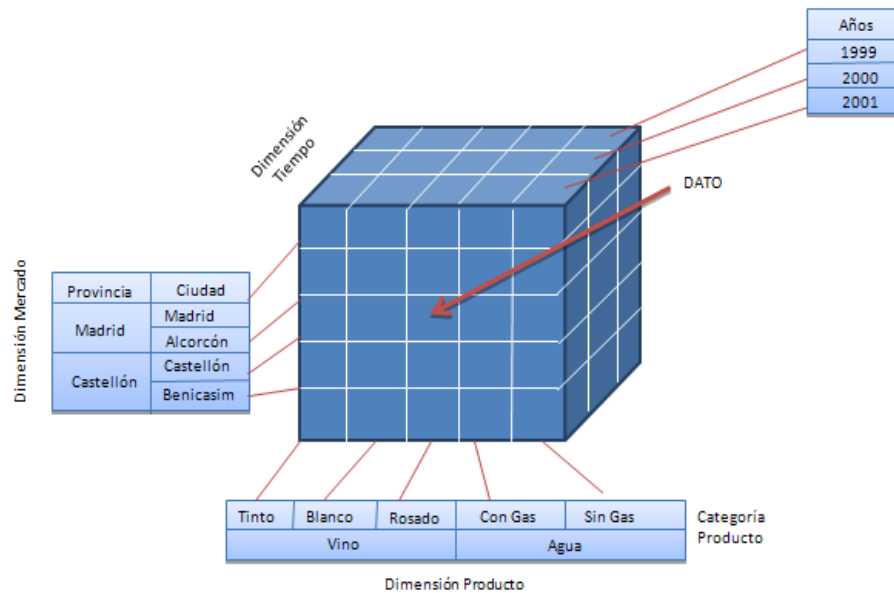 Años
1999
2000
2001
Dimensión
Tiempo
DATO
Dimensión Mercado
Provincia
Ciudad
Madrid
Madrid
Alcorcón
Castellón
Castellón
Benicasim
Tinto
Blanco
Rosado
Con Gas
Sin Gas
Vino
Agua
Categoría
Producto
Dimensión Producto